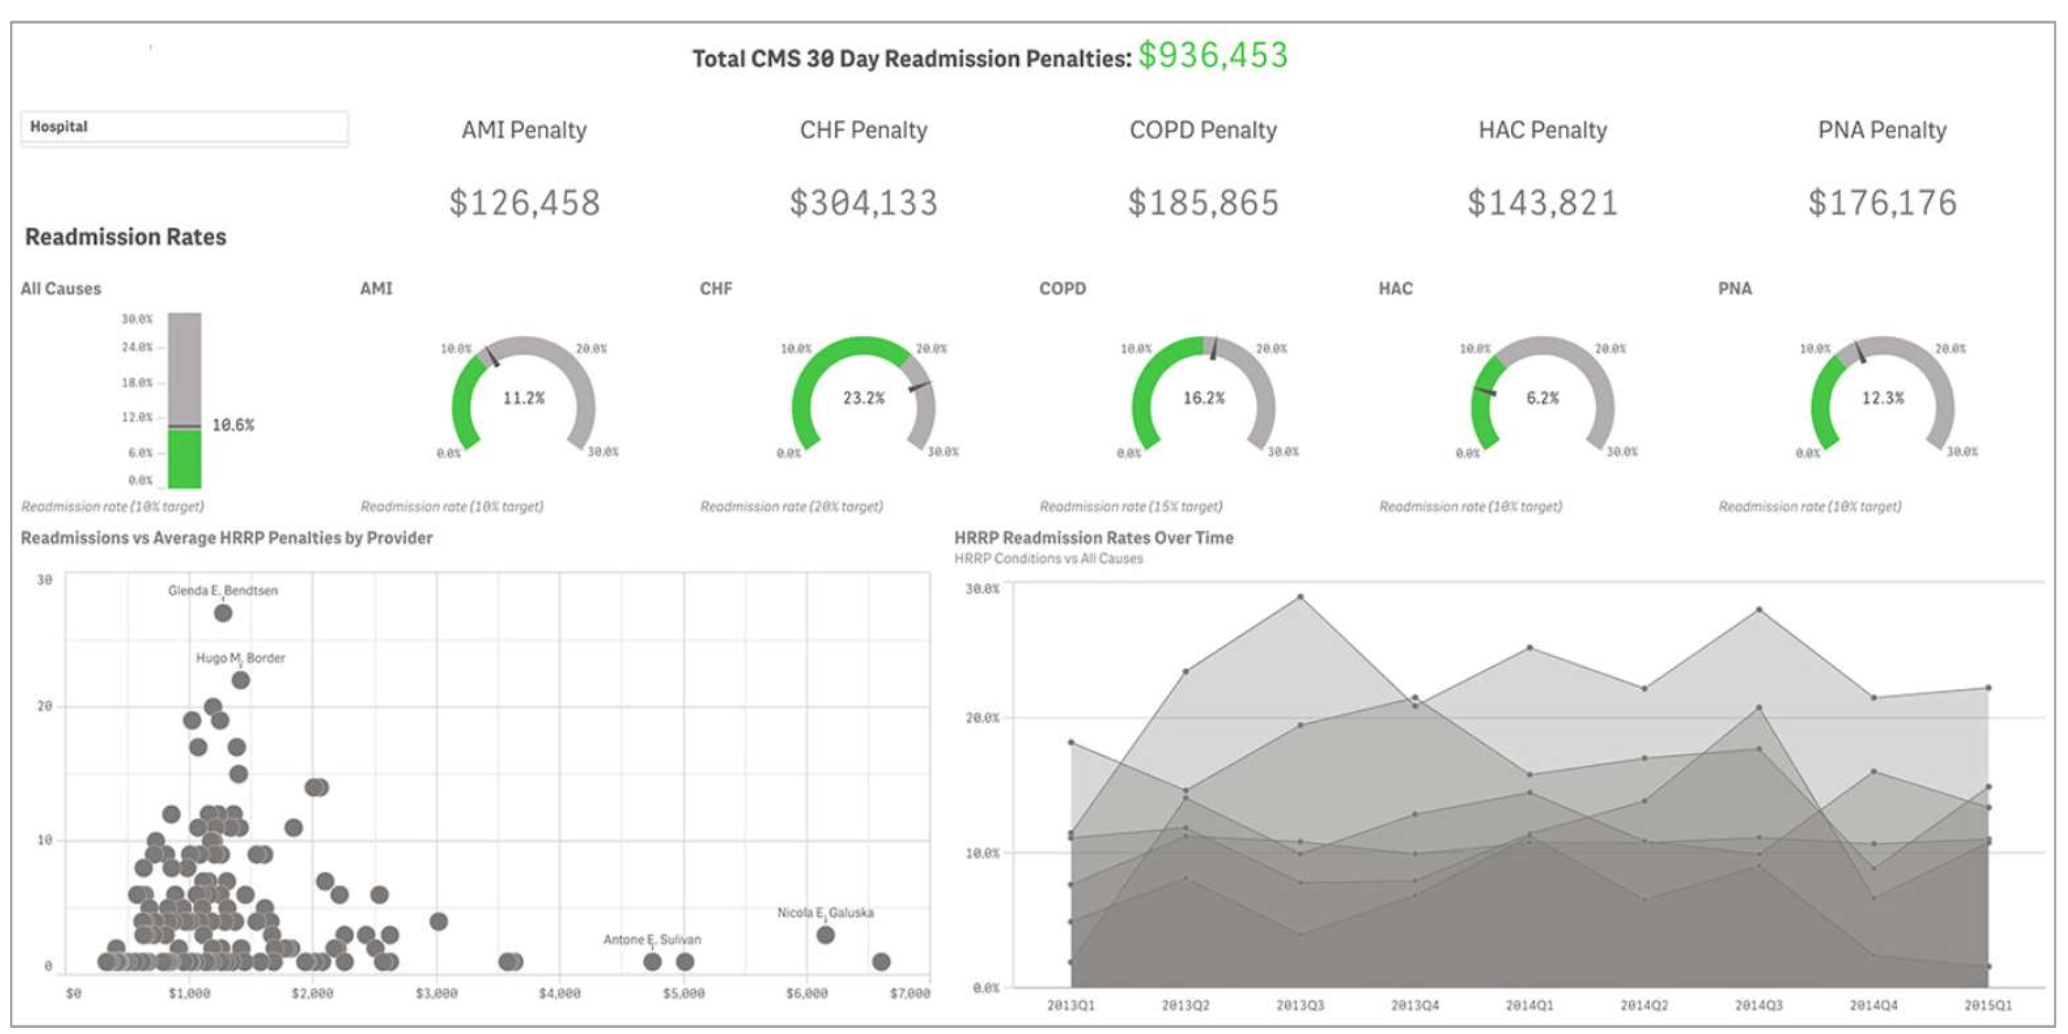 Total CMS 30 Day Readmission Penalties: $936,453
Hospital
AMI Penalty
CHF Penalty
COPD Penalty
HAC Penalty
PNA Penalty
$126,458
$304,133
$185,865
$143,821
$176,176
Readmission Rates
All Causes
30.0%
24.0%
18.0%
12.0%
6.0%
0.0%
10.6%
Readmission rate (10% target)
AMI
10.0%
20.0%
11.2%
0.0%
30.0%
Readmission rate (10% target)
CHF
10.0%
20.0%
23.2%
0.0%
30.0%
Readmission rate (20% target)
COPD
10.0%
20.0%
16.2%
0.0%
30.0%
Readmission rate (15% target)
HAC
10.0%
20.0%
6.2%
0.0%
30.0%
Readmission rate (10% target)
PNA
10.0%
20.0%
12.3%
0.0%
30.0%
Readmission rate (10% target)
Readmissions vs Average HRRP Penalties by Provider
30
20
10
0
Glenda E. Bendtsen
Hugo M. Border
Nicola E. Galuska
Antone E. Sulivan
$0
$1,000
$2,000
$3,000
$4,000
$5,000
$6,000
$7,000
HRRP Readmission Rates Over Time
HRRP Conditions vs All Causes
30.0%
20.0%
10.0%
0.0%
2013Q1
2013Q2
2013Q3
2013Q4
2014Q1
2014Q2
2014Q3
2014Q4
2015Q1